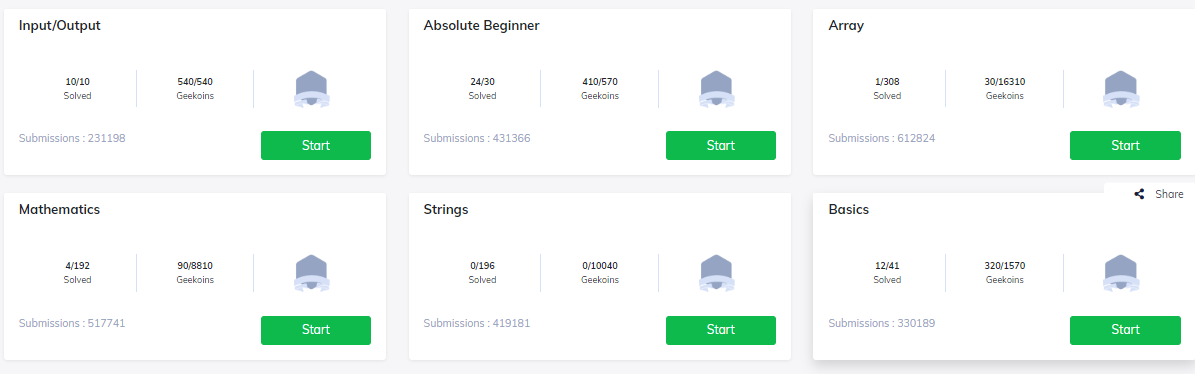 Input/Output
10/10
Solved
540/540
Geekoins
Submissions : 231198
Start
Absolute Beginner
24/30
Solved
410/570
Geekoins
Submissions : 431366
Start
Array
1/308
Solved
30/16310
Geekoins
Submissions : 612824
Start
Mathematics
4/192
Solved
90/8810
Geekoins
Submissions : 517741
Start
Strings
0/196
Solved
0/10040
Geekoins
Submissions : 419181
Start
Share
Basics
12/41
Solved
320/1570
Geekoins
Submissions : 330189
Start